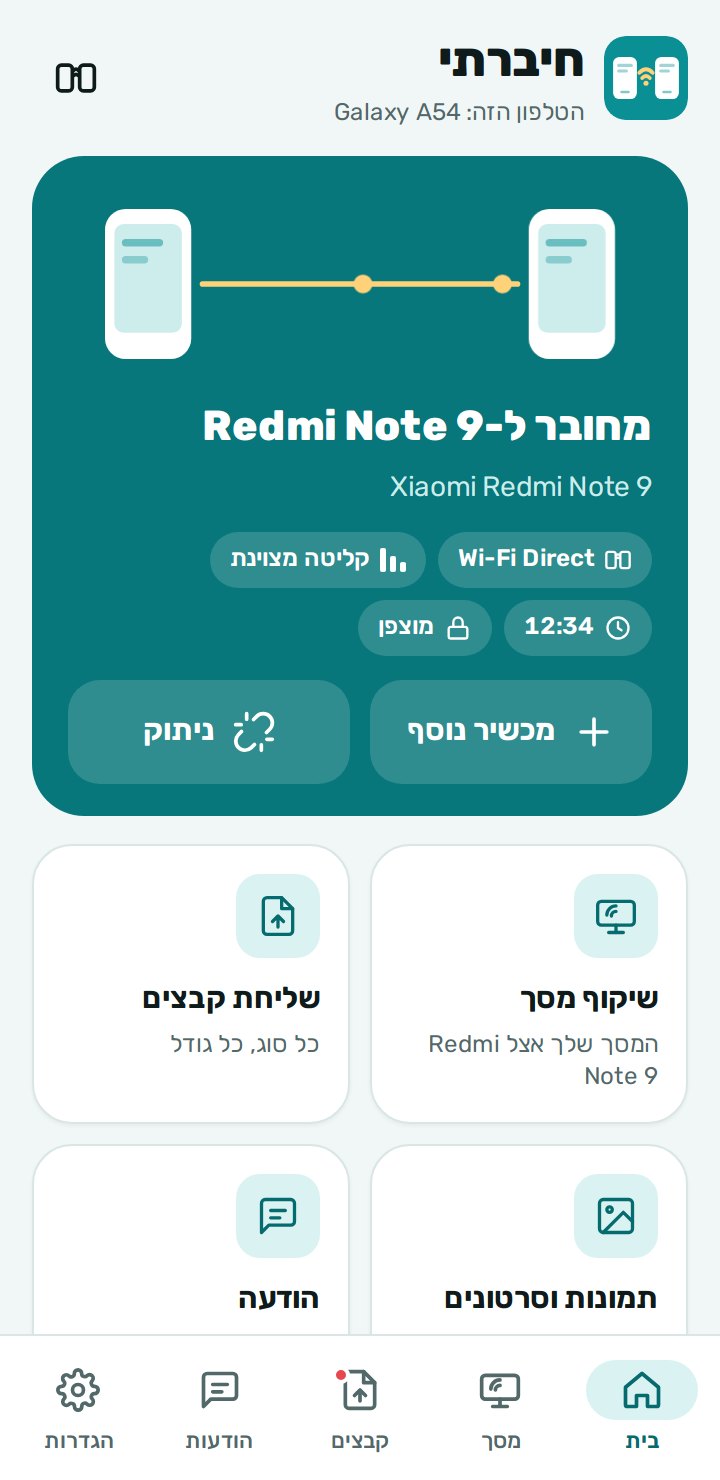 חיברתי
הטלפון הזה: Galaxy A54
מחובר ל-Redmi Note 9
Xiaomi Redmi Note 9
Wi-Fi Direct
קליטה מצוינת
12:34
מוצפן
מכשיר נוסף
ניתוק
שיקוף מסך
המסך שלך אצל Redmi
Note 9
שליחת קבצים
כל סוג, כל גודל
תמונות וסרטונים
הודעה
בית
מסך
קבצים
הודעות
הגדרות